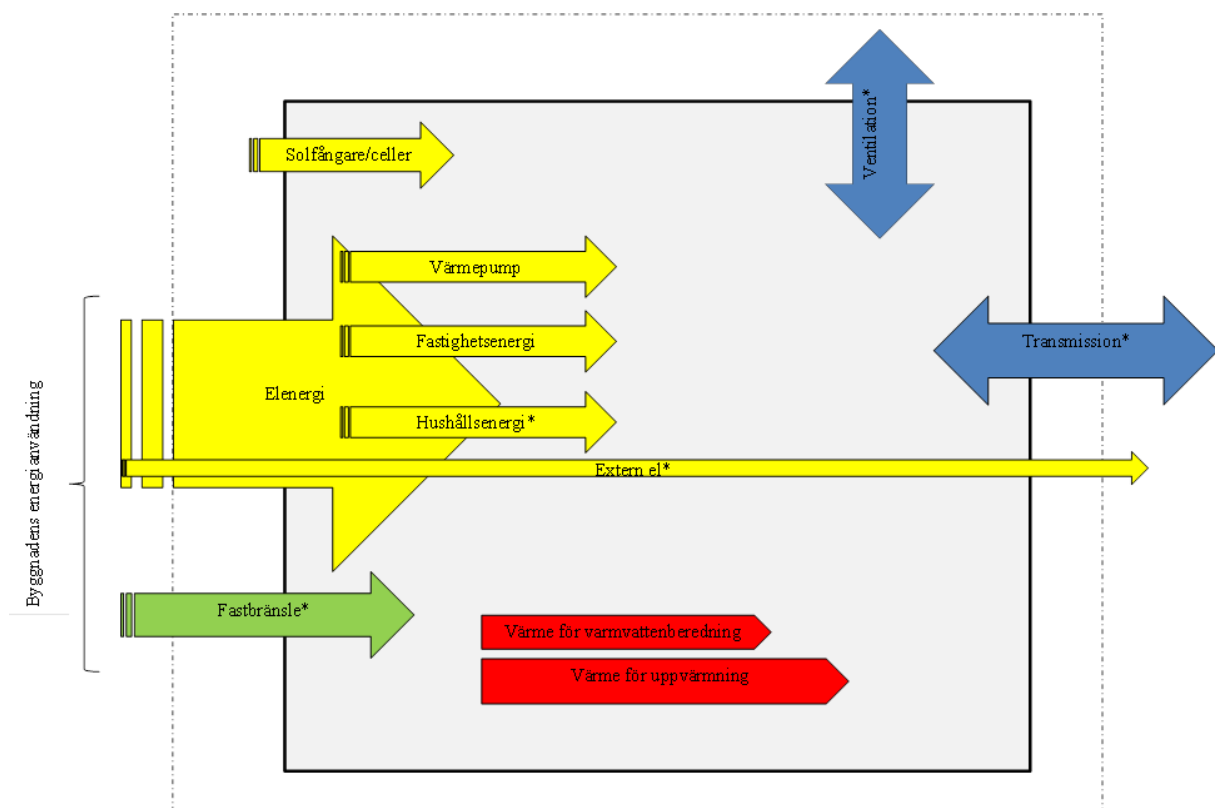 Ventilation*
Solfångare/celler
Värmepump
Fastighetsenergi
Transmission*
Elenergi
Hushållsenergi*
Extern el*
Byggnadens energianvändning
Fastbränsle*
Värme för varmvattenberedning
Värme för uppvärmning